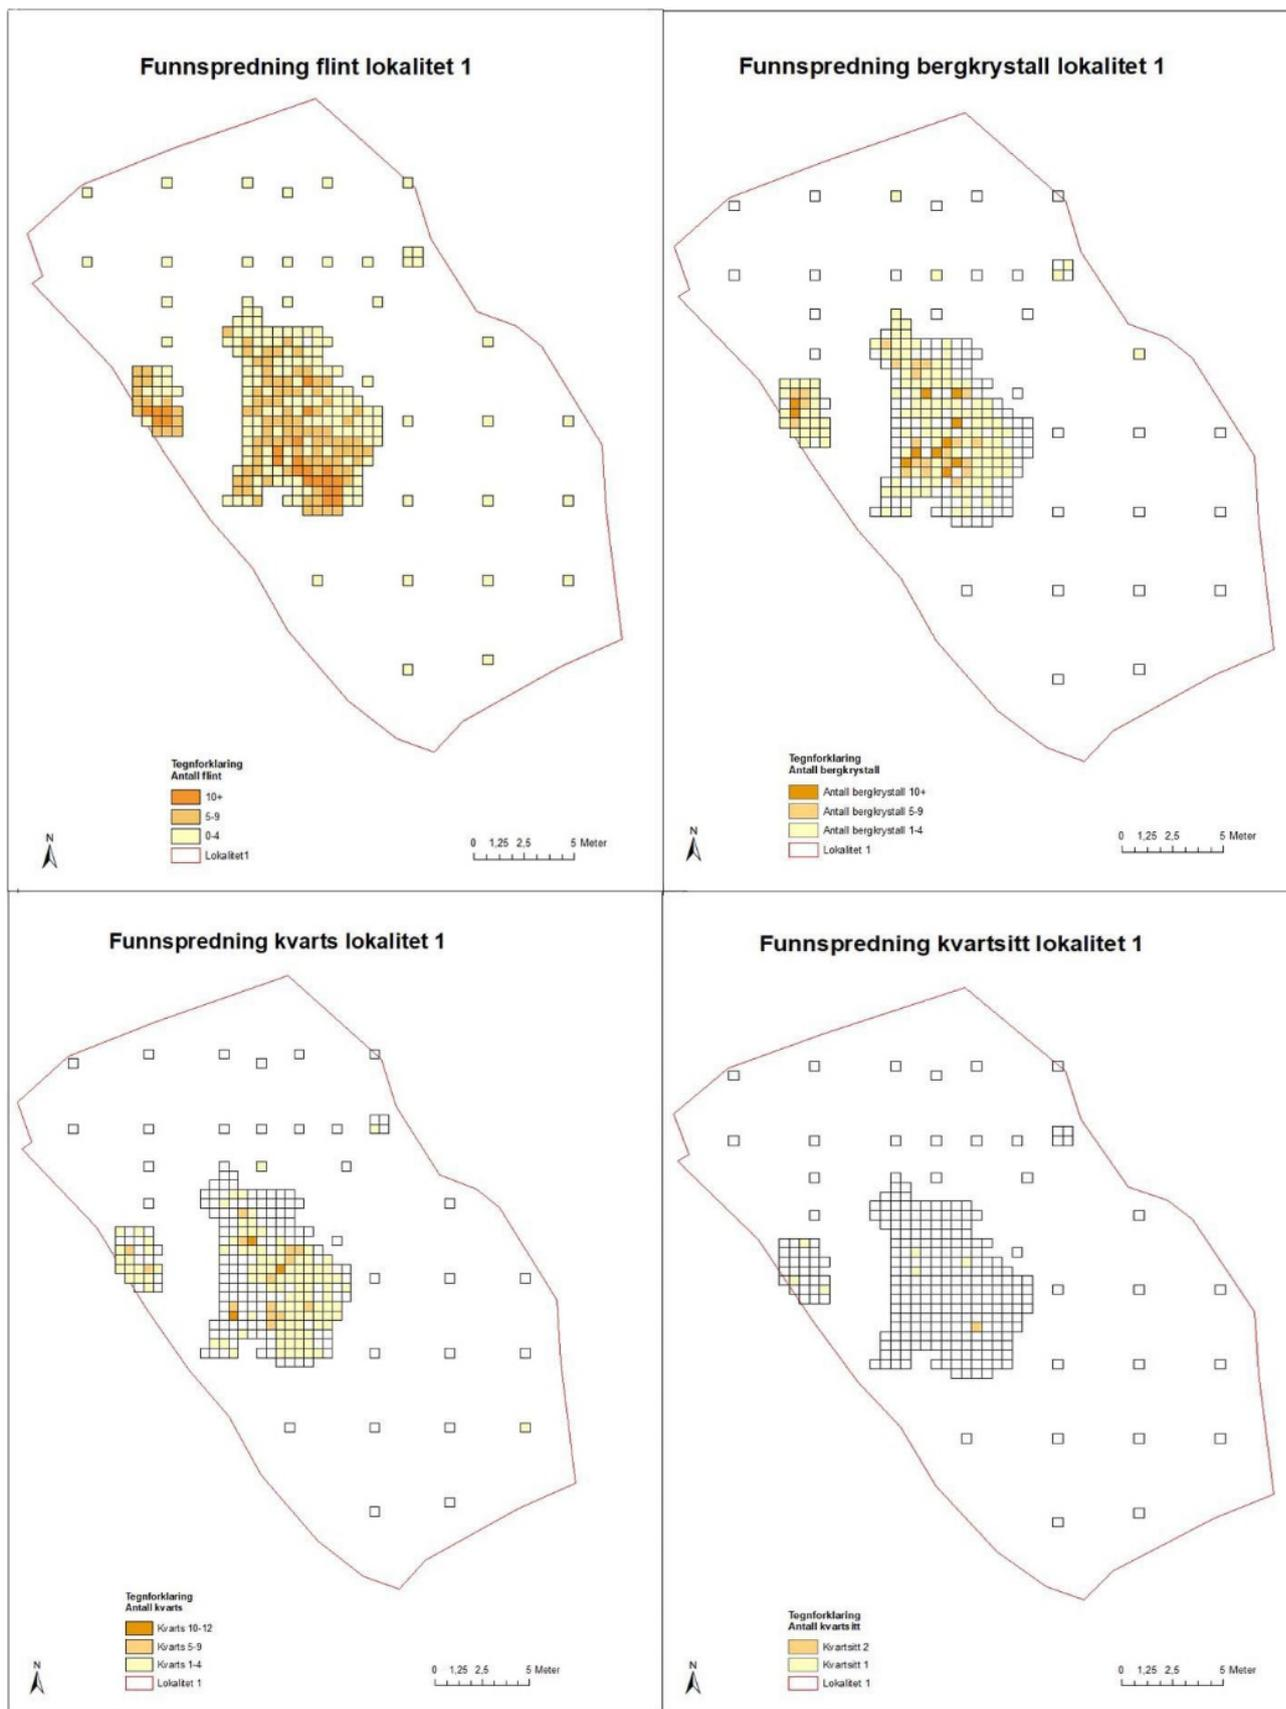 Funnspredning flint lokalitet 1
Tegnforklaring
Antall flint
10+
5-9
0-4
Lokalitet1
N
0 1,25 2,5 5 Meter
Funnspredning bergkrystall lokalitet 1
Tegnforklaring
Antall bergkrystall
Antall bergkrystall 10+
Antall bergkrystall 5-9
Antall bergkrystall 1-4
Lokalitet 1
N
0 1,25 2,5 5 Meter
Funnspredning kvarts lokalitet 1
Tegnforklaring
Antall kvarts
Kvarts 10-12
Kvarts 5-9
Kvarts 1-4
Lokalitet 1
N
0 1,25 2,5 5 Meter
Funnspredning kvartsitt lokalitet 1
Tegnforklaring
Antall kvartsitt
Kvartsitt 2
Kvartsitt 1
Lokalitet 1
N
0 1,25 2,5 5 Meter